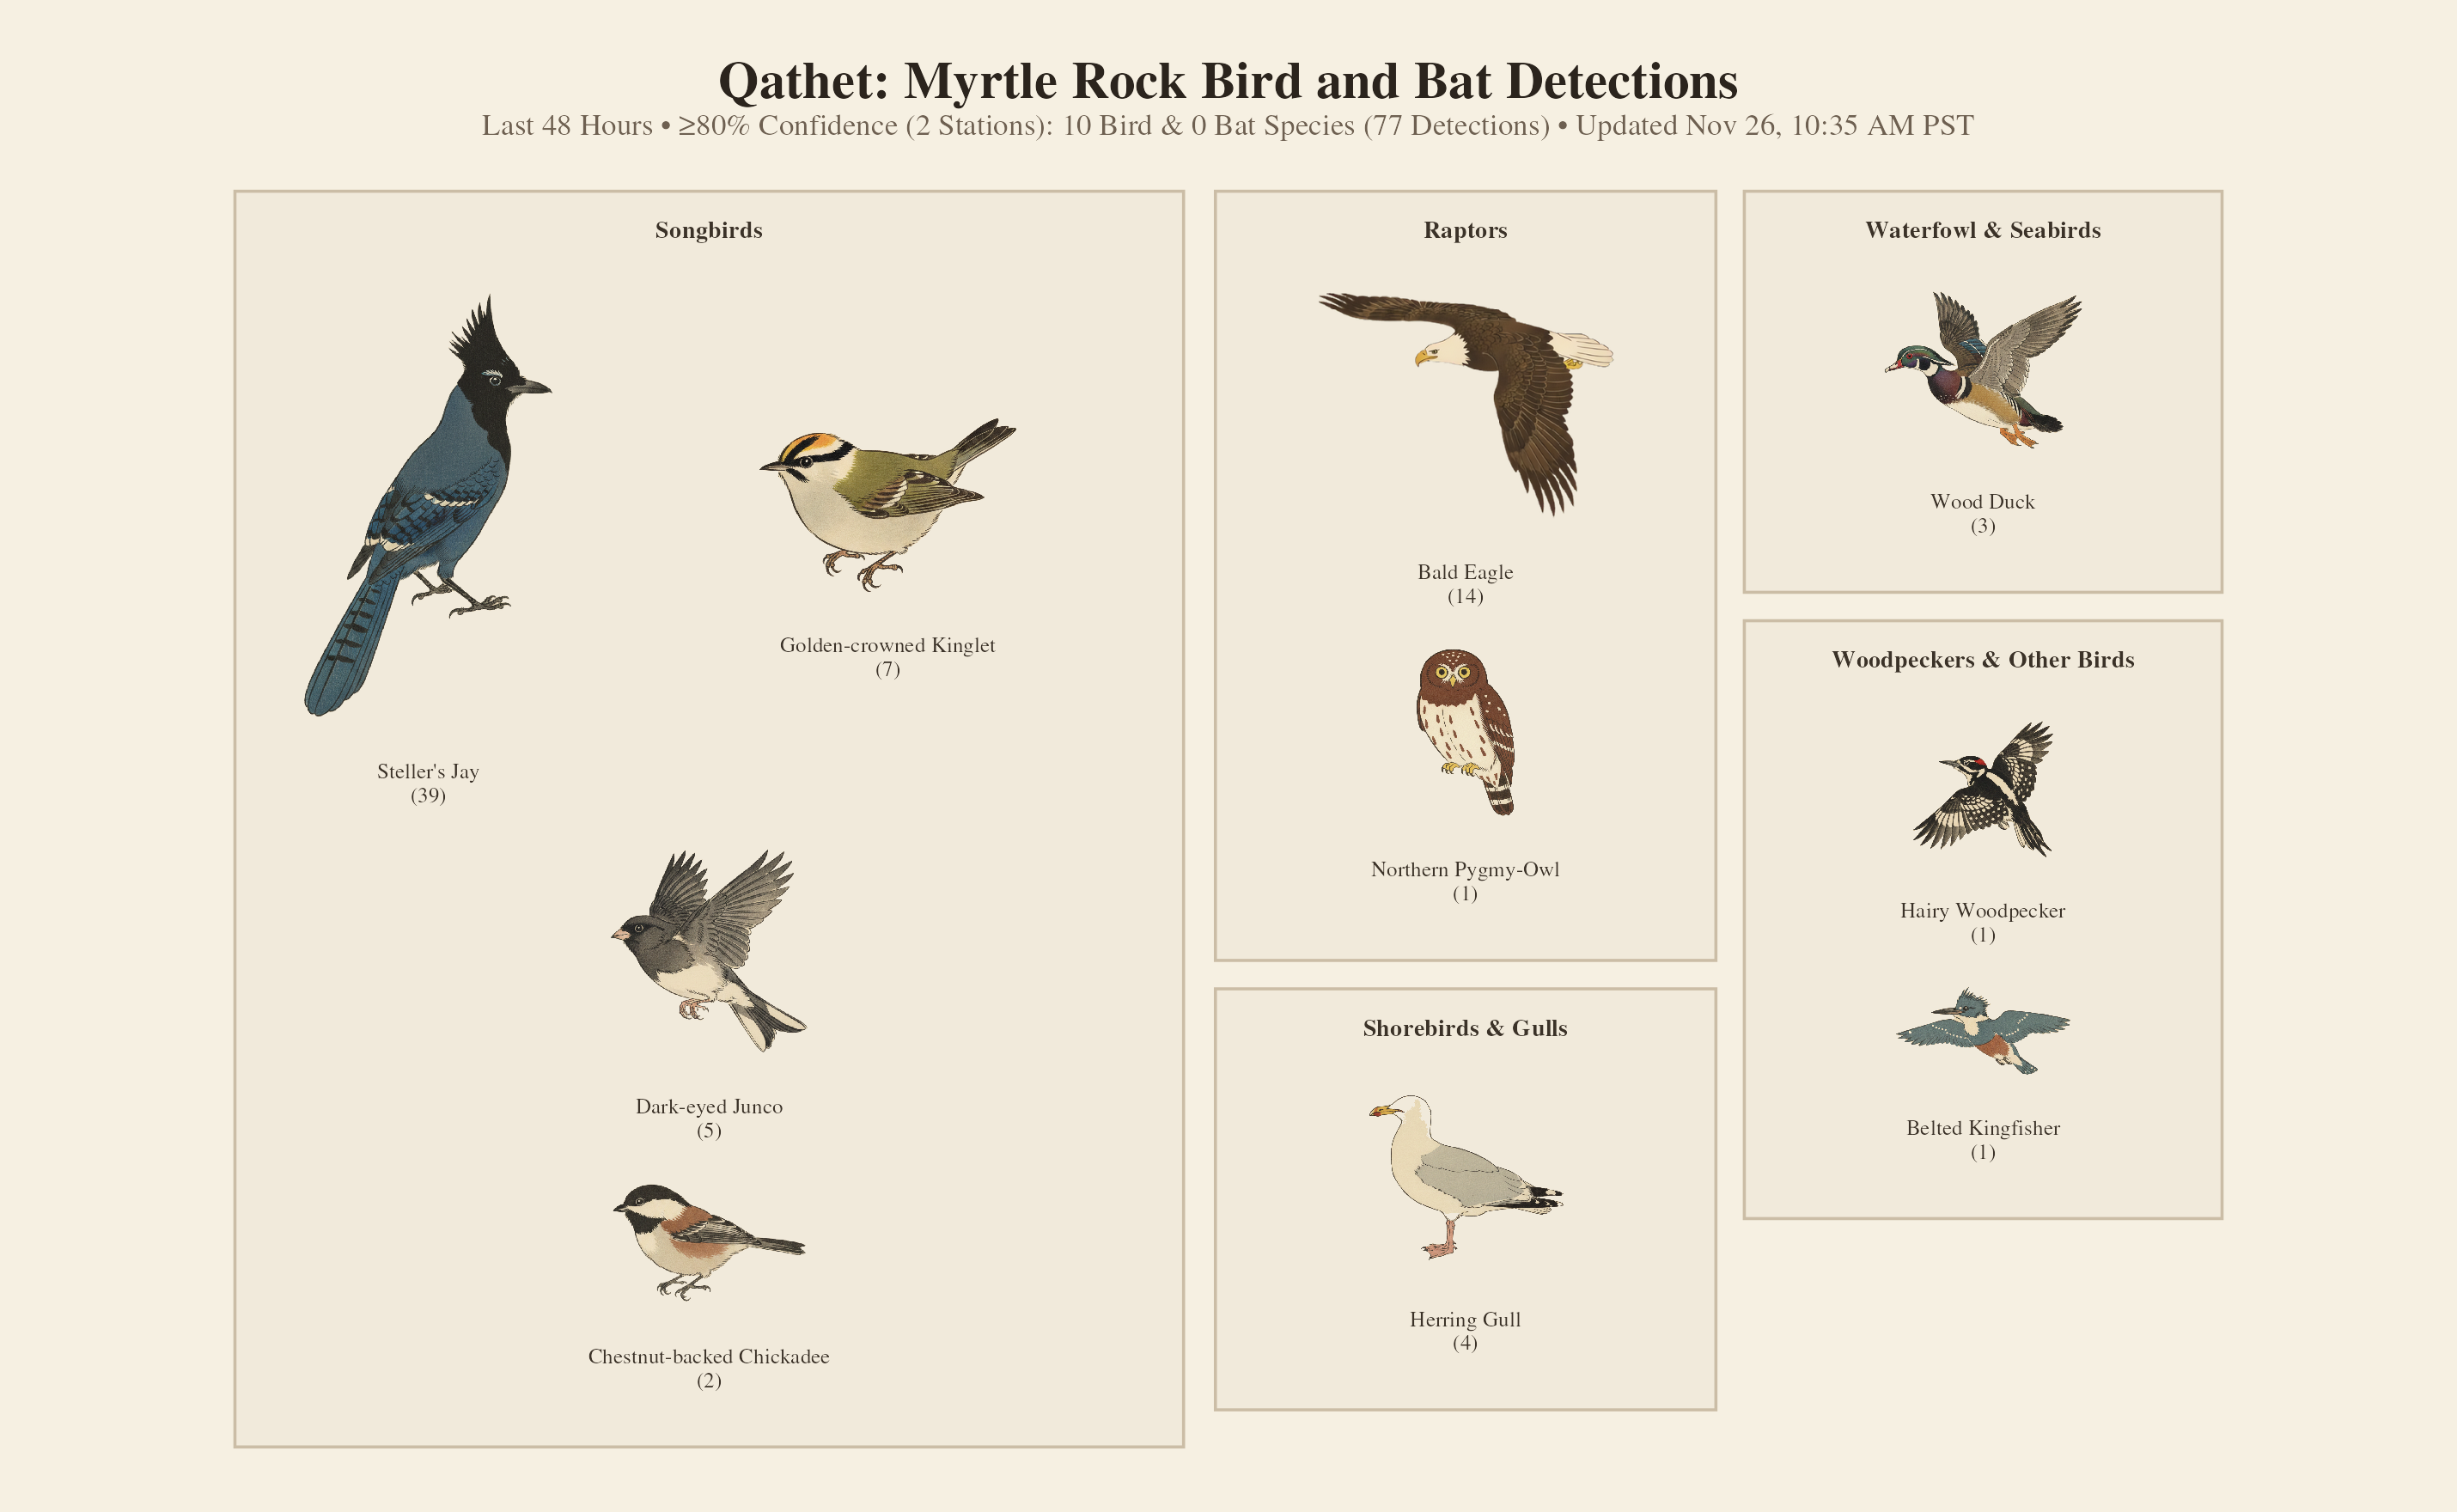 Qathet: Myrtle Rock Bird and Bat Detections
Last 48 Hours • ≥80% Confidence (2 Stations): 10 Bird & 0 Bat Species (77 Detections) • Updated Nov 26, 10:35 AM PST
Songbirds
Steller's Jay
(39)
Golden-crowned Kinglet
(7)
Dark-eyed Junco
(5)
Chestnut-backed Chickadee
(2)
Raptors
Bald Eagle
(14)
Northern Pygmy-Owl
(1)
Shorebirds & Gulls
Herring Gull
(4)
Waterfowl & Seabirds
Wood Duck
(3)
Woodpeckers & Other Birds
Hairy Woodpecker
(1)
Belted Kingfisher
(1)